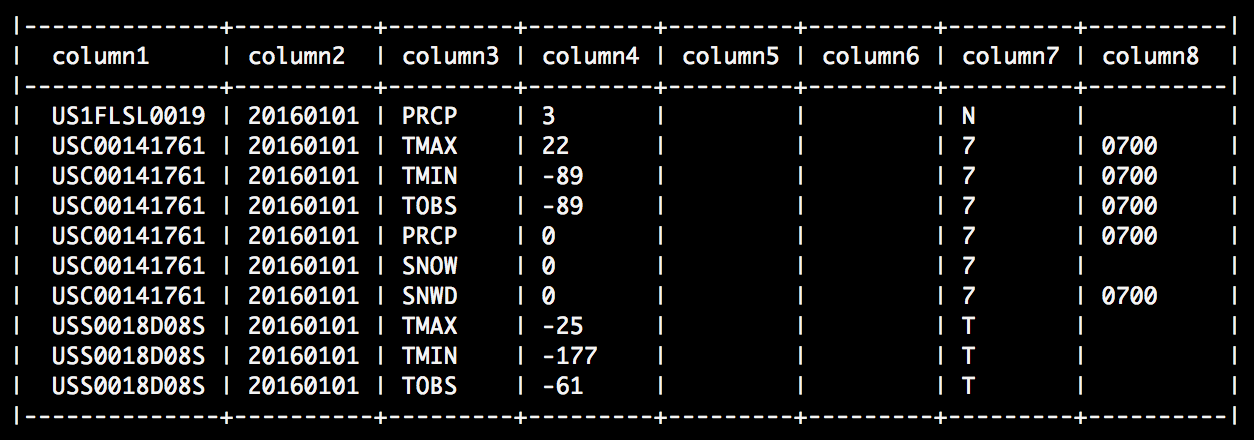 |--------------+----------+---------+---------+---------+---------+---------+----------|
|  column1     | column2  | column3 | column4 | column5 | column6 | column7 | column8  |
|--------------+----------+---------+---------+---------+---------+---------+----------|
|  US1FLSL0019 | 20160101 | PRCP    | 3       |         |         | N       |          |
|  USC00141761 | 20160101 | TMAX    | 22      |         |         | 7       | 0700     |
|  USC00141761 | 20160101 | TMIN    | -89     |         |         | 7       | 0700     |
|  USC00141761 | 20160101 | TOBS    | -89     |         |         | 7       | 0700     |
|  USC00141761 | 20160101 | PRCP    | 0       |         |         | 7       | 0700     |
|  USC00141761 | 20160101 | SNOW    | 0       |         |         | 7       |          |
|  USC00141761 | 20160101 | SNWD    | 0       |         |         | 7       | 0700     |
|  USS0018D08S | 20160101 | TMAX    | -25     |         |         | T       |          |
|  USS0018D08S | 20160101 | TMIN    | -177    |         |         | T       |          |
|  USS0018D08S | 20160101 | TOBS    | -61     |         |         | T       |          |
|--------------+----------+---------+---------+---------+---------+---------+----------|